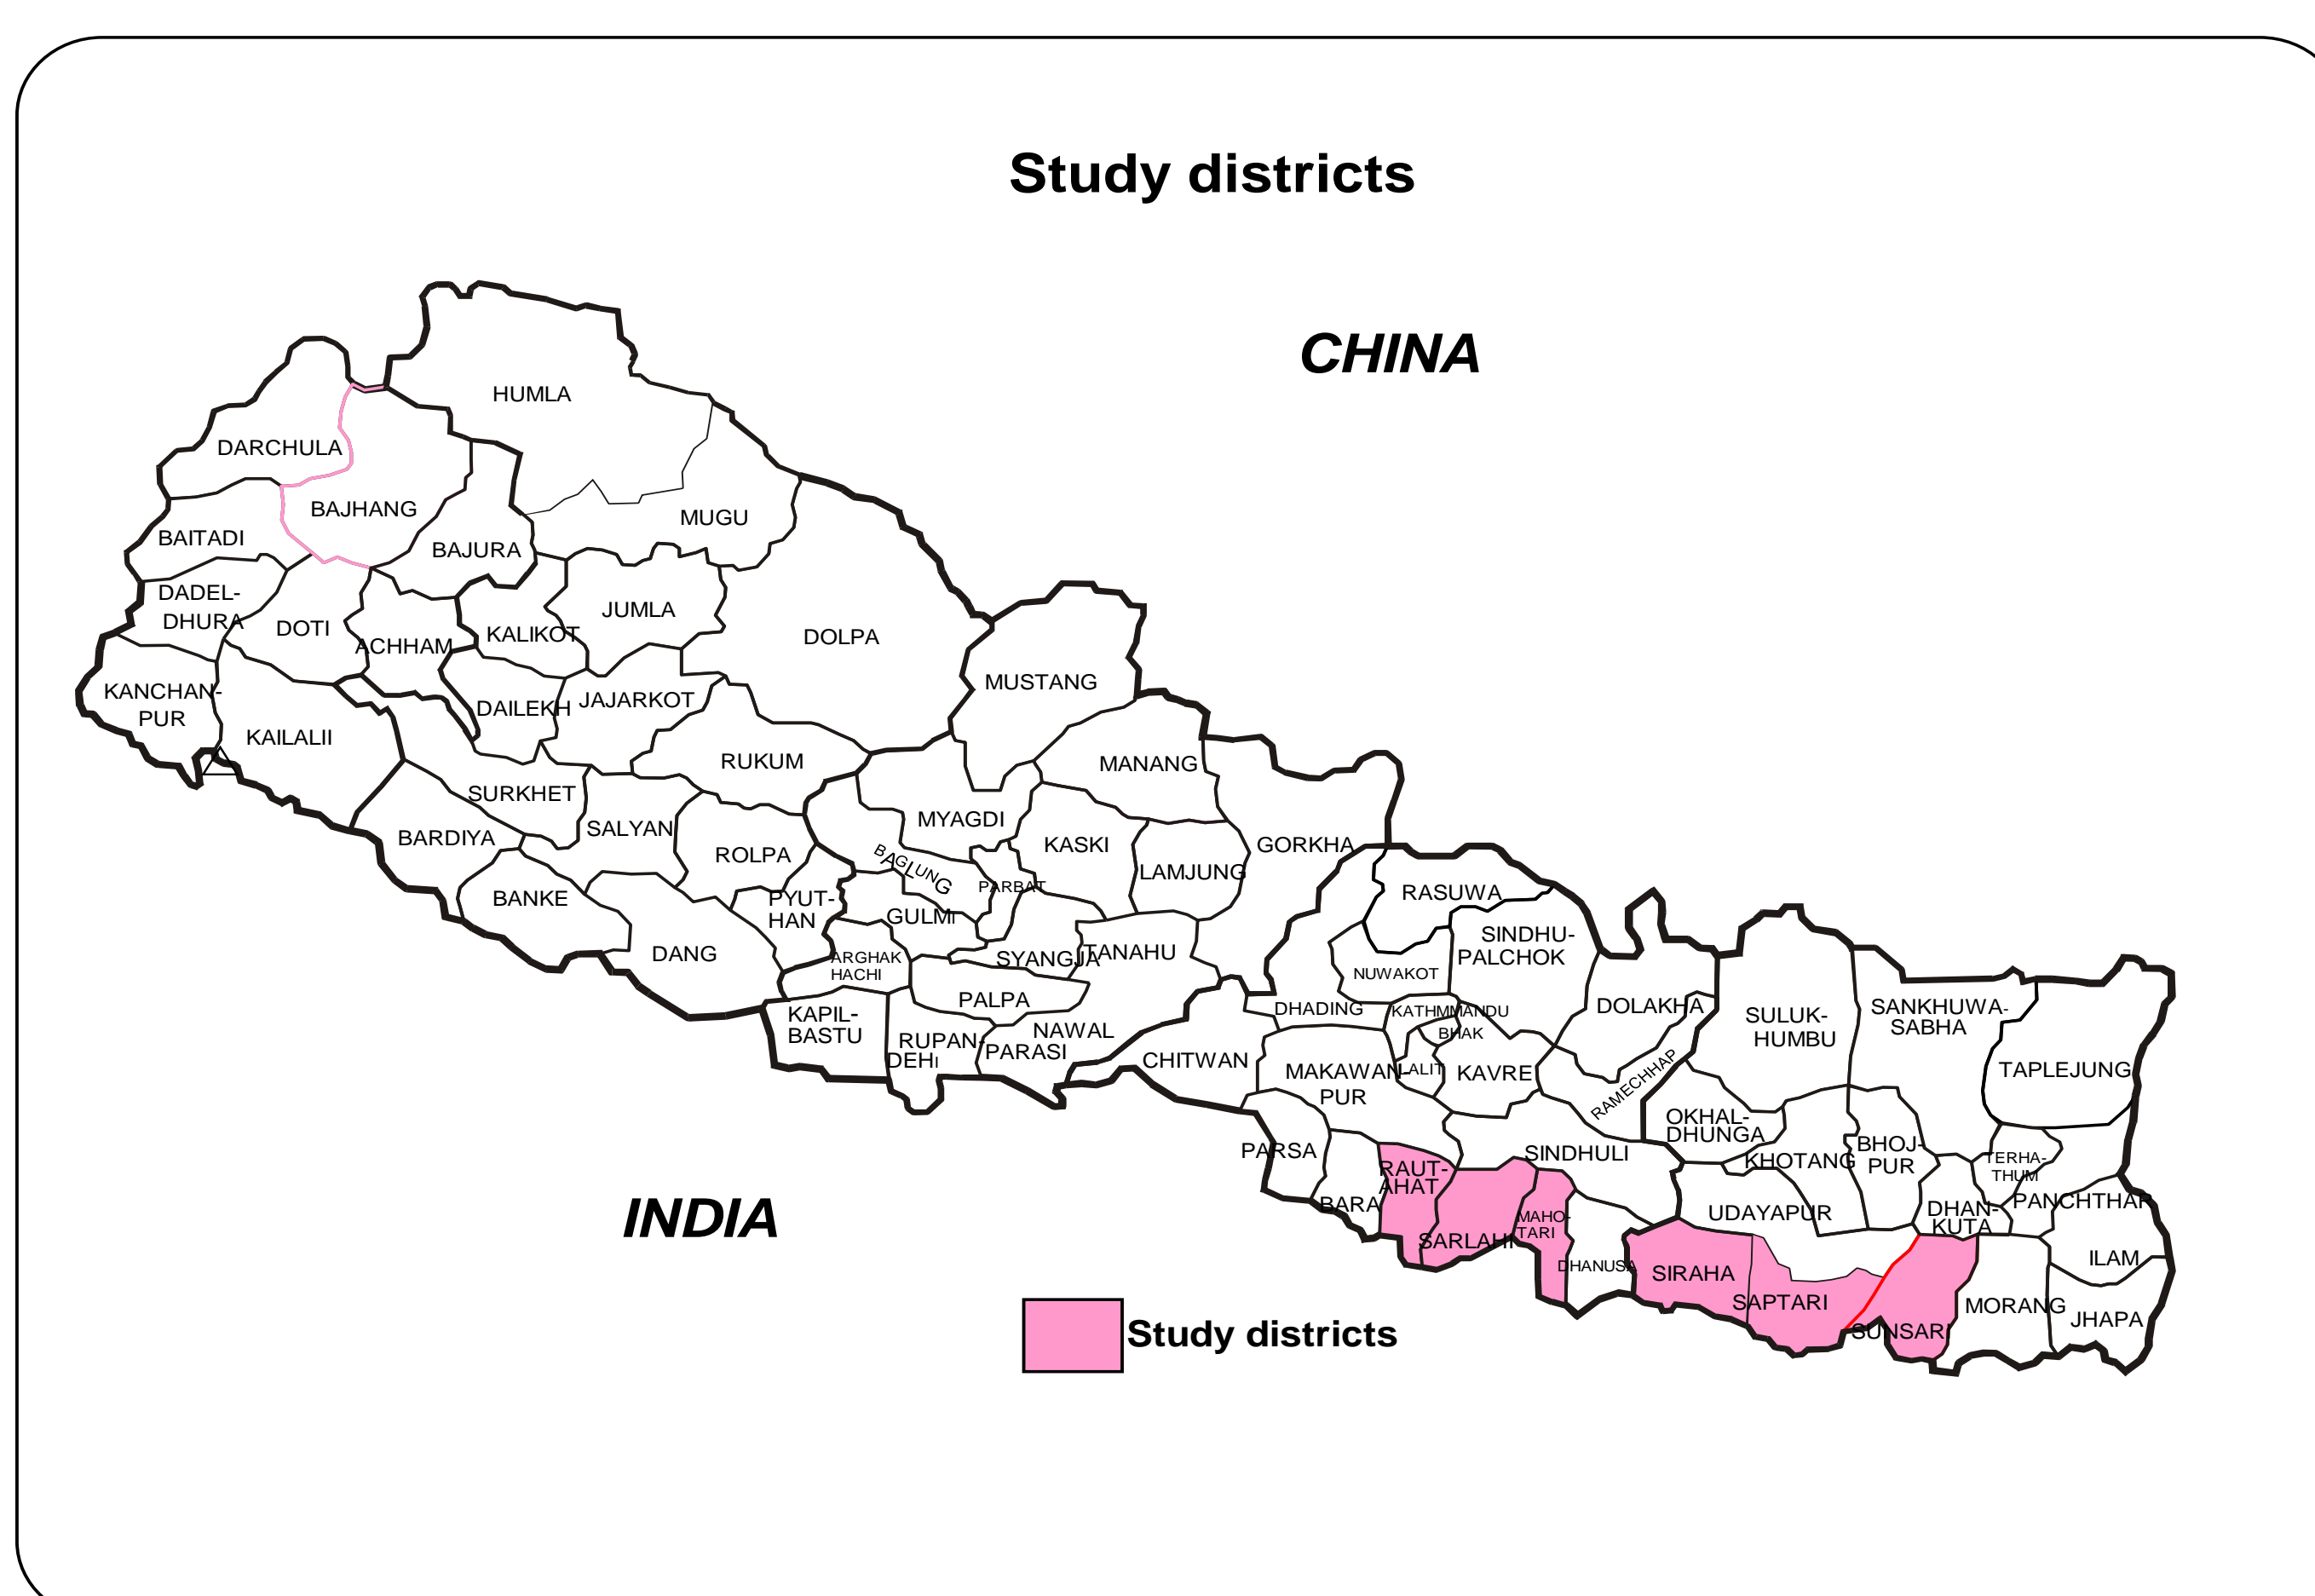 Study districts
CHINA
HUMLA
DARCHULA
BAJHANG
MUGU
BAITADI
BAJURA
DADEL-
DHURA
DOTI
JUMLA
KALIKOT
ACHHAM
DOLPA
MUSTANG
KANCHAN-
PUR
KAILALII
DAILEKH
JAJARKOT
RUKUM
MANANG
SURKHET
BARDIYA
SALYAN
MYAGDI
KASKI
GORKHA
ROLPA
BAGLUNG
LAMJUNG
PARBAT
BANKE
PYUT-
HAN
GULMI
RASUWA
DANG
ARGHAK
HACHI
SYANGJA
TANAHU
NUWAKOT
SINDHU-
PALCHOK
PALPA
DHADING
KATHMMANDU
BHAK
DOLAKHA
SULUK-
HUMBU
SANKHUWA-
SABHA
KAPIL-
BASTU
RUPAN-
DEHI
NAWAL
PARASI
CHITWAN
MAKAWAN-
PUR
LALIT
KAVRE
RAMECHHAP
TAPLEJUNG
OKHAL-
DHUNGA
KHOTANG
BHOJ-
PUR
TERHA-
THUM
PARSA
BARA
RAUT-
AHAT
SINDHULI
SARLAHI
MAHO-
TARI
DHANUSA
UDAYAPUR
DHAN-
KUTA
PANCHTHAR
ILAM
SIRAHA
SAPTARI
SUNSARI
MORANG
JHAPA
INDIA
Study districts